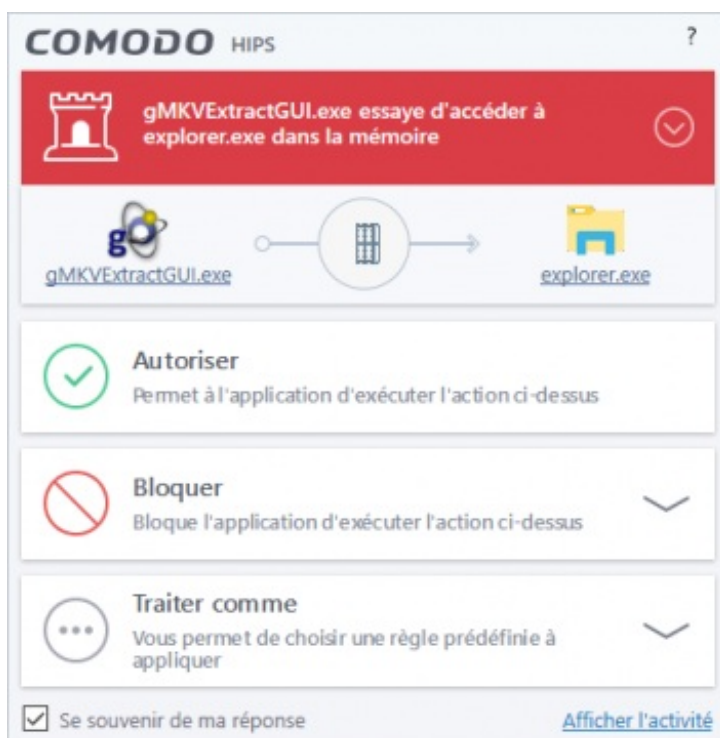 COMODO HIPS ?
gMKVExtractGUI.exe essaye d'accéder à
explorer.exe dans la mémoire
g
gMKVExtractGUI.exe explorer.exe
Autoriser
Permet à l'application d'exécuter l'action ci-dessus
Bloquer
Bloque l'application d'exécuter l'action ci-dessus
Traiter comme
Vous permet de choisir une règle prédéfinie à
appliquer
Se souvenir de ma réponse Afficher l'activité